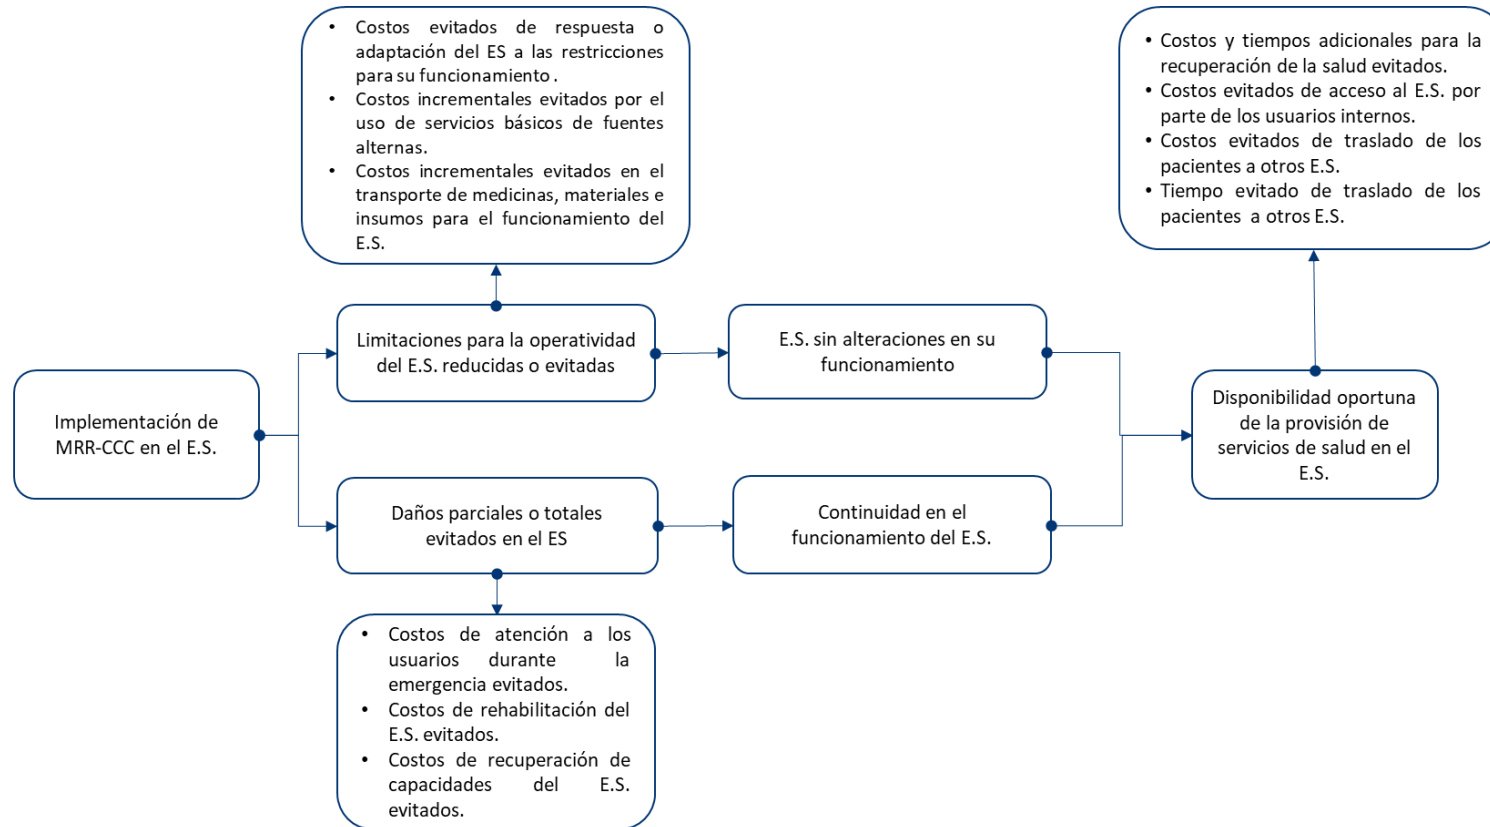 • Costos evitados de respuesta o
adaptación del ES a las restricciones
para su funcionamiento .
• Costos incrementales evitados por el
uso de servicios básicos de fuentes
alternas.
• Costos incrementales evitados en el
transporte de medicinas, materiales e
insumos para el funcionamiento del
E.S.
• Costos y tiempos adicionales para la
recuperación de la salud evitados.
• Costos evitados de acceso al E.S. por
parte de los usuarios internos.
• Costos evitados de traslado de los
pacientes a otros E.S.
• Tiempo evitado de traslado de los
pacientes a otros E.S.
Implementación de
MRR-CCC en el E.S.
Limitaciones para la operatividad
del E.S. reducidas o evitadas
E.S. sin alteraciones en su
funcionamiento
Daños parciales o totales
evitados en el ES
Continuidad en el
funcionamiento del E.S.
Disponibilidad oportuna
de la provisión de
servicios de salud en el
E.S.
• Costos de atención a los
usuarios durante la
emergencia evitados.
• Costos de rehabilitación del
E.S. evitados.
• Costos de recuperación de
capacidades del E.S.
evitados.